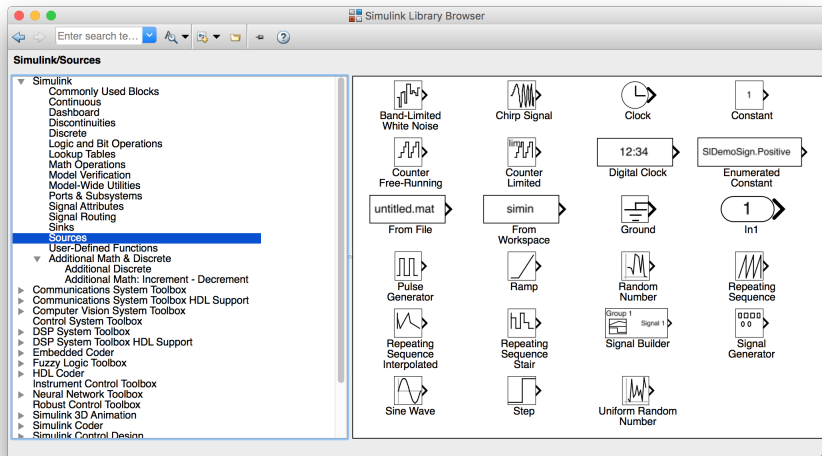 Simulink Library Browser
Enter search te...
Simulink/Sources
Simulink
Commonly Used Blocks
Continuous
Dashboard
Discontinuities
Discrete
Logic and Bit Operations
Lookup Tables
Math Operations
Model Verification
Model-Wide Utilities
Ports & Subsystems
Signal Attributes
Signal Routing
Sinks
Sources
User-Defined Functions
Additional Math & Discrete
Additional Discrete
Additional Math: Increment - Decrement
Communications System Toolbox
Communications System Toolbox HDL Support
Computer Vision System Toolbox
Control System Toolbox
DSP System Toolbox
DSP System Toolbox HDL Support
Embedded Coder
Fuzzy Logic Toolbox
HDL Coder
Instrument Control Toolbox
Neural Network Toolbox
Robust Control Toolbox
Simulink 3D Animation
Simulink Coder
Simulink Control Design
Band-Limited
White Noise
Chirp Signal
Clock
1
Constant
Counter
Free-Running
lim
Counter
Limited
12:34
Digital Clock
SlDemoSign.Positive
Enumerated
Constant
untitled.mat
From File
simin
From
Workspace
Ground
1
In1
Pulse
Generator
Ramp
Random
Number
Repeating
Sequence
Repeating
Sequence
Interpolated
Repeating
Sequence
Stair
Group 1
Signal 1
Signal Builder
Signal
Generator
Sine Wave
Step
Uniform Random
Number